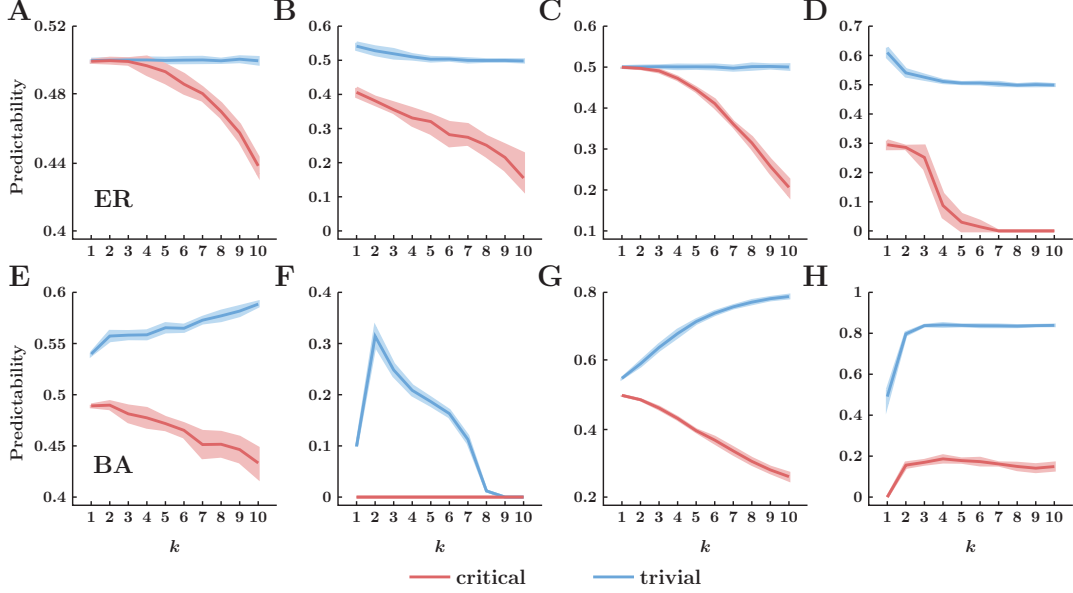 A B C D
0.52 0.48 0.44 0.4
0.6 0.5 0.4 0.3 0.2 0.1 0
0.6 0.5 0.4 0.3 0.2 0.1
0.7 0.6 0.5 0.4 0.3 0.2 0.1 0
Predictability
ER
1 2 3 4 5 6 7 8 9 10
1 2 3 4 5 6 7 8 9 10
1 2 3 4 5 6 7 8 9 10
1 2 3 4 5 6 7 8 9 10
E F G H
0.6 0.55 0.5 0.45 0.4
0.4 0.3 0.2 0.1 0
0.8 0.6 0.4 0.2
1 0.8 0.6 0.4 0.2 0
Predictability
BA
1 2 3 4 5 6 7 8 9 10
1 2 3 4 5 6 7 8 9 10
1 2 3 4 5 6 7 8 9 10
1 2 3 4 5 6 7 8 9 10
k k k k
critical trivial